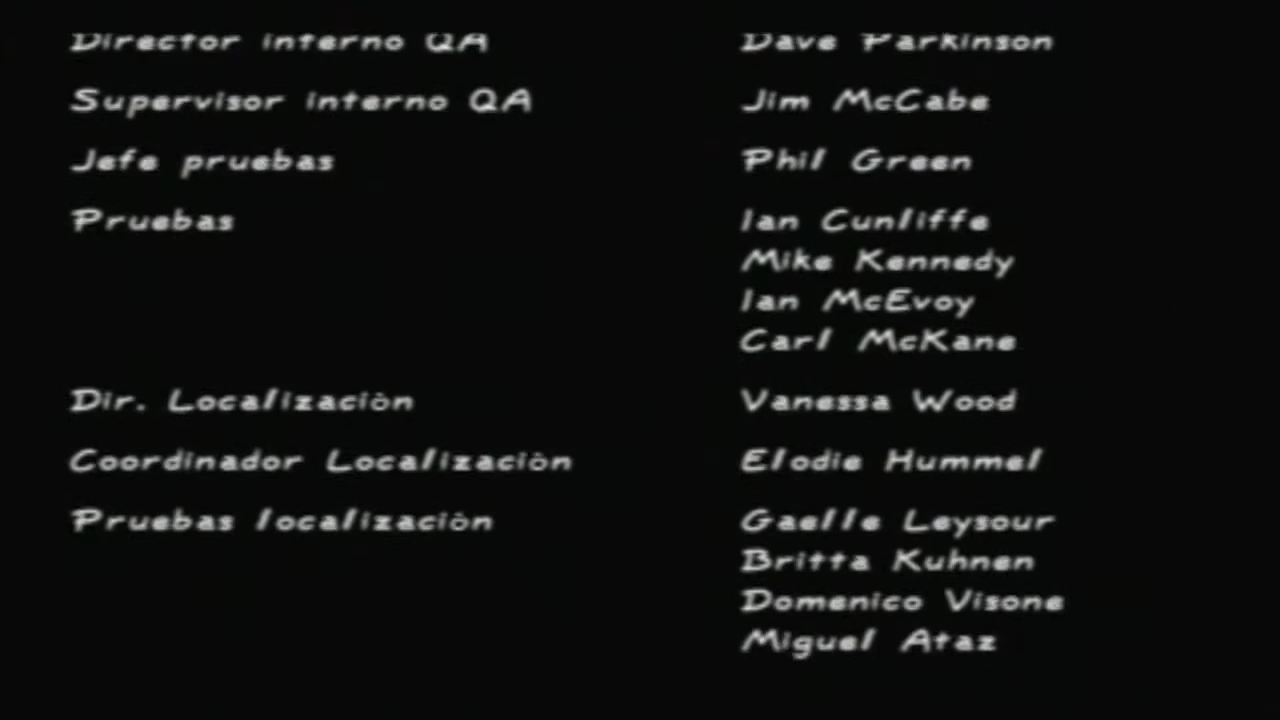 Director interno QA Dave Parkinson
Supervisor interno QA Jim McCabe
Jefe pruebas Phil Green
Pruebas Ian Cunliffe
Mike Kennedy
Ian McEvoy
Carl McKane
Dir. Localizaciòn Vanessa Wood
Coordinador Localizaciòn Elodie Hummel
Pruebas localizaciòn Gaelle Leysour
Britta Kuhnen
Domenico Visone
Miguel Ataz